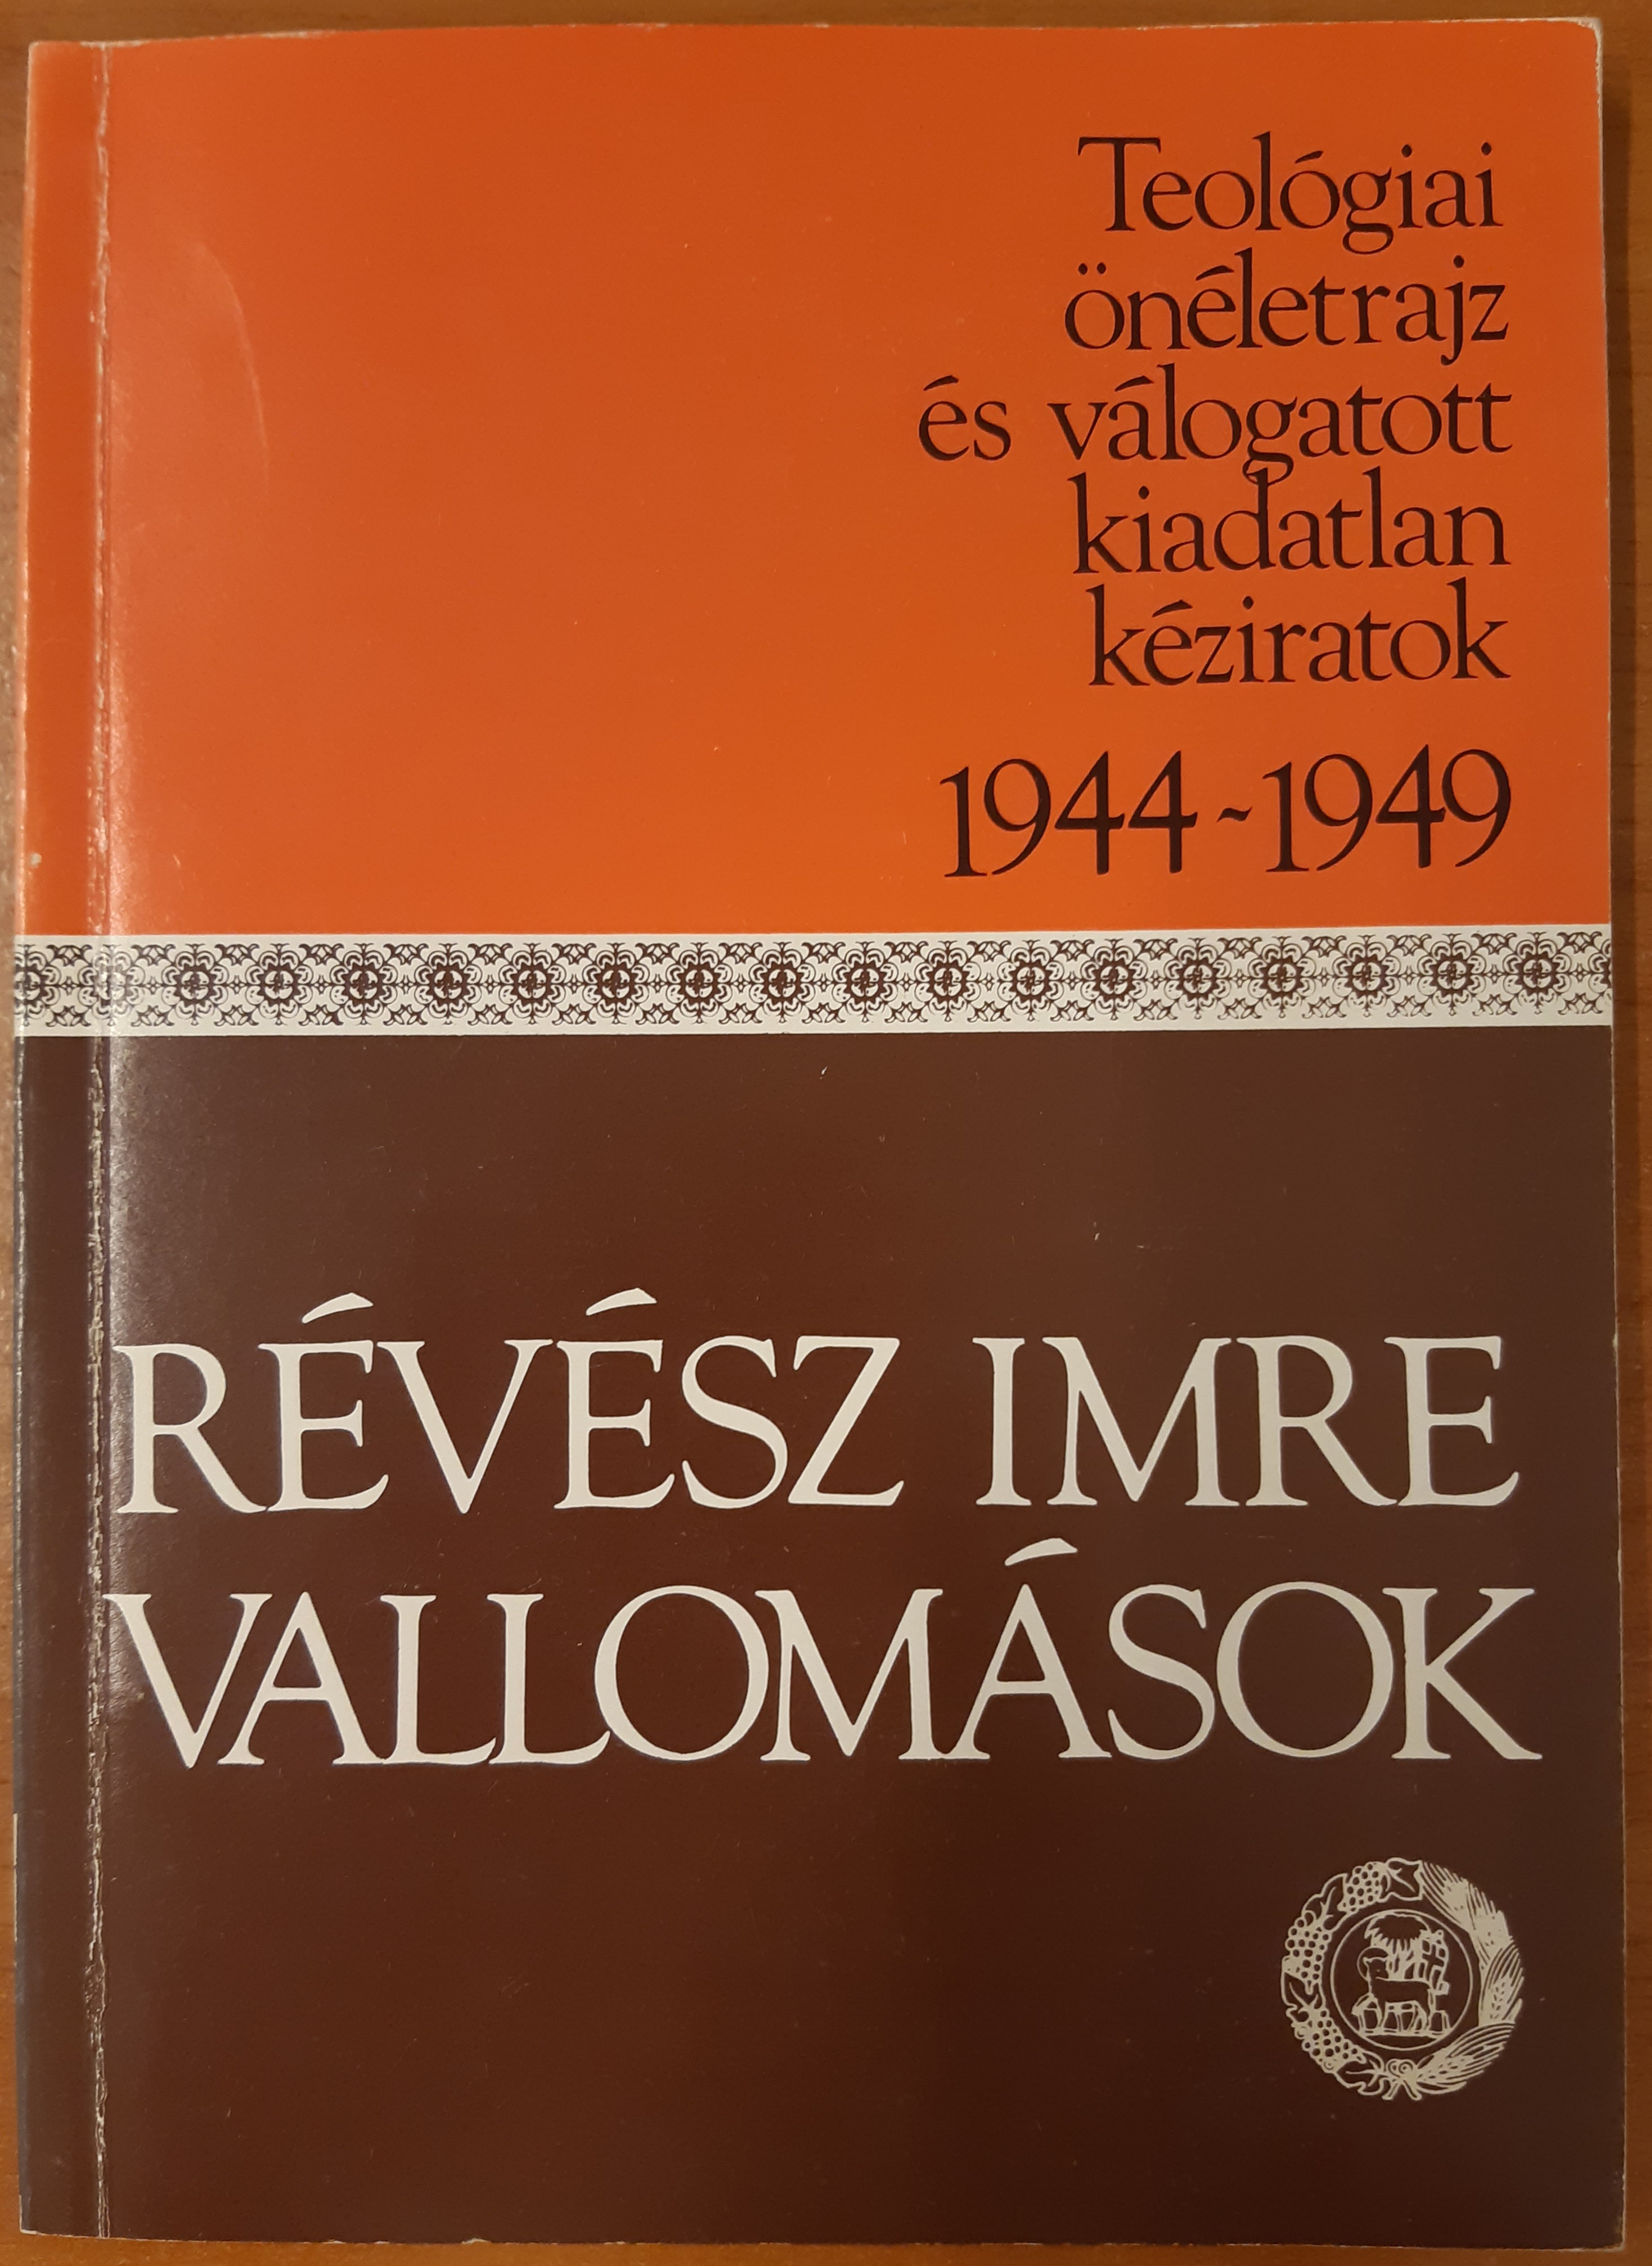 Teológiai
önéletrajz
és válogatott
kiadatlan
kéziratok
1944-1949
RÉVÉSZ IMRE
VALLOMÁSOK